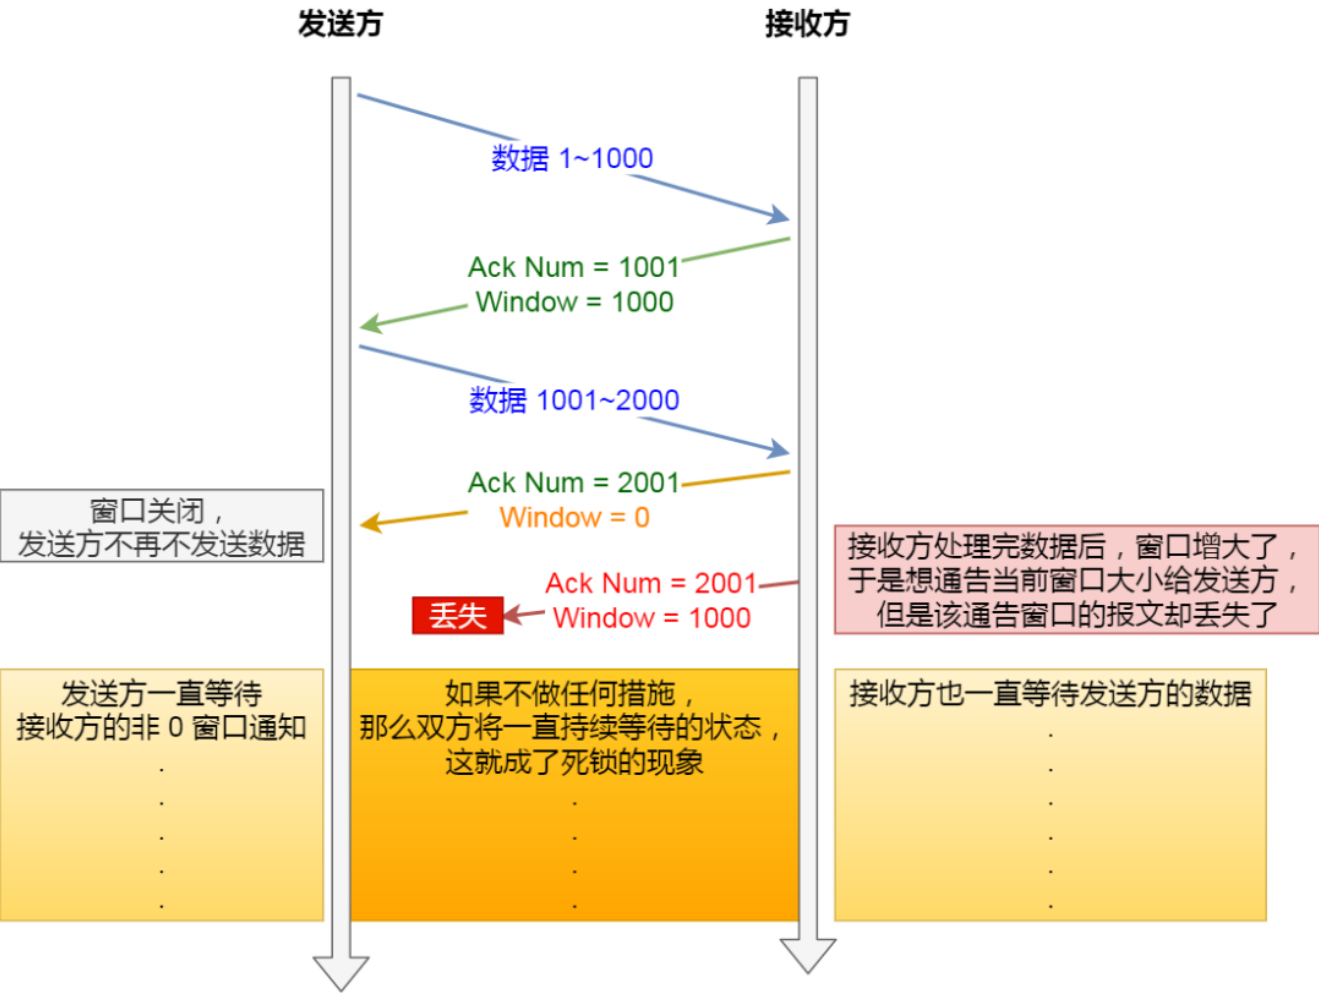 发送方
接收方
数据 1~1000
Ack Num = 1001
Window = 1000
数据 1001~2000
Ack Num = 2001
Window = 0
窗口关闭，
发送方不再不发送数据
接收方处理完数据后，窗口增大了，
于是想通告当前窗口大小给发送方，
但是该通告窗口的报文却丢失了
Ack Num = 2001
Window = 1000
丢失
发送方一直等待
接收方的非 0 窗口通知
.
.
.
.
.
如果不做任何措施，
那么双方将一直持续等待的状态，
这就成了死锁的现象
.
.
.
.
接收方也一直等待发送方的数据
.
.
.
.
.
.